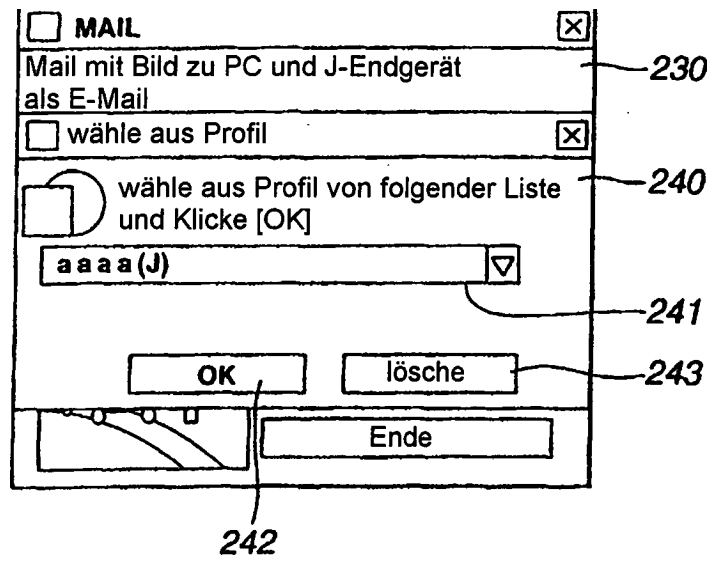 MAIL
Mail mit Bild zu PC und J-Endgerät
als E-Mail
230
wähle aus Profil
wähle aus Profil von folgender Liste
und Klicke [OK]
240
aaaa(J)
241
OK
lösche
243
Ende
242